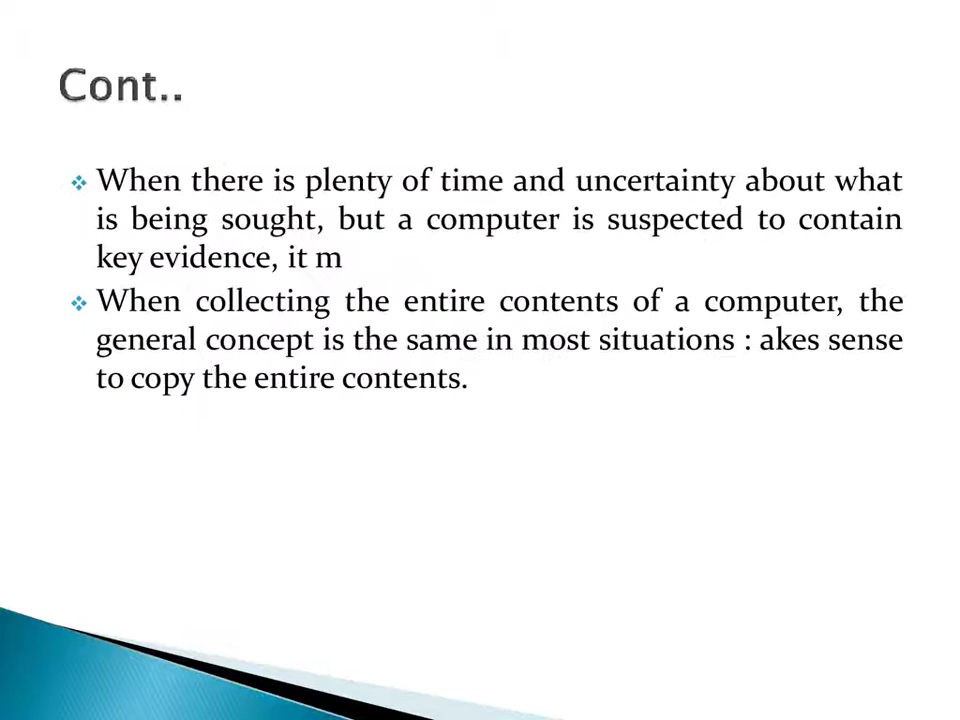 Cont..
When there is plenty of time and uncertainty about what
is being sought, but a computer is suspected to contain
key evidence, it m
When collecting the entire contents of a computer, the
general concept is the same in most situations : akes sense
to copy the entire contents.